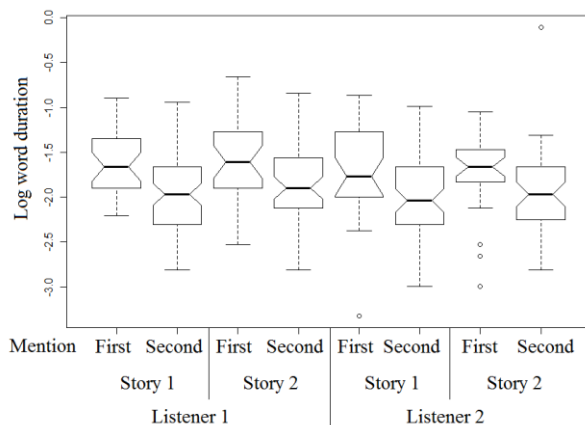 Log word duration
0.0
-0.5
-1.0
-1.5
-2.0
-2.5
-3.0
Mention First Second First Second First Second First Second
Story 1 Story 2 Story 1 Story 2
Listener 1 Listener 2